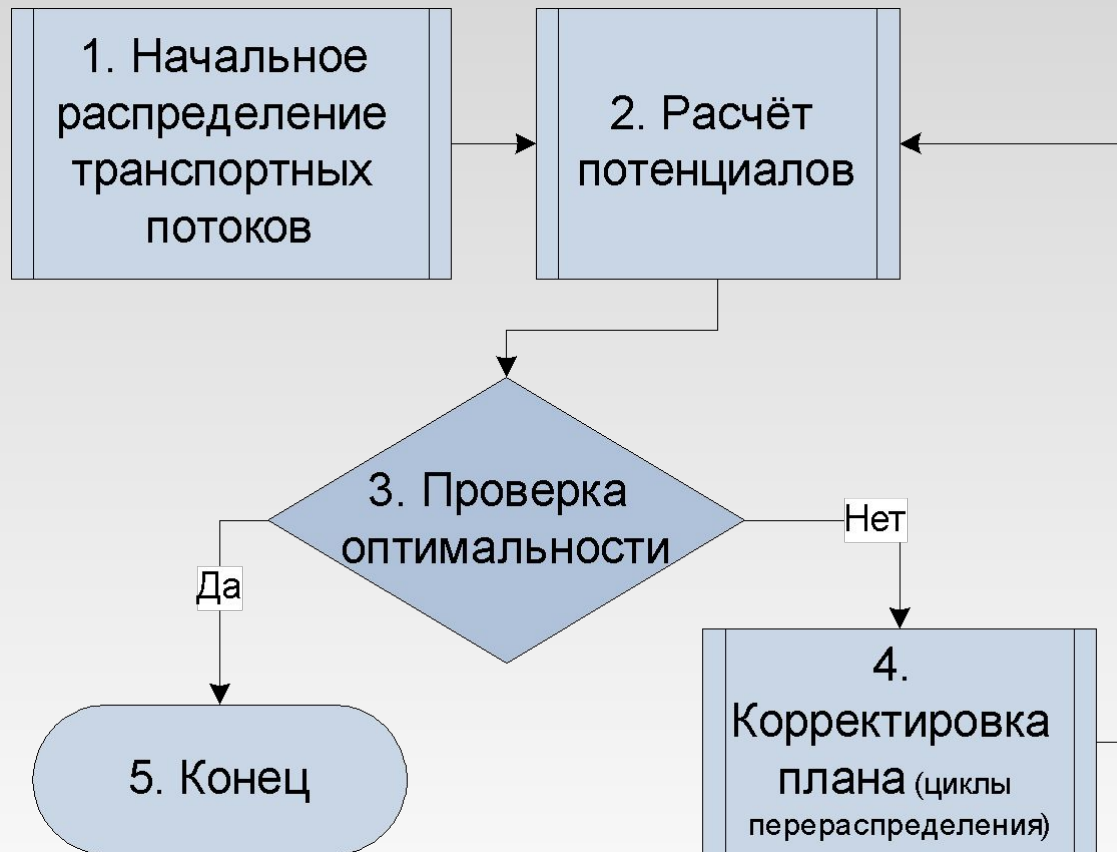 1. Начальное
распределение
транспортных
потоков
2. Расчёт
потенциалов
3. Проверка
оптимальности
Нет
Да
4.
Корректировка
плана (циклы
перераспределения)
5. Конец